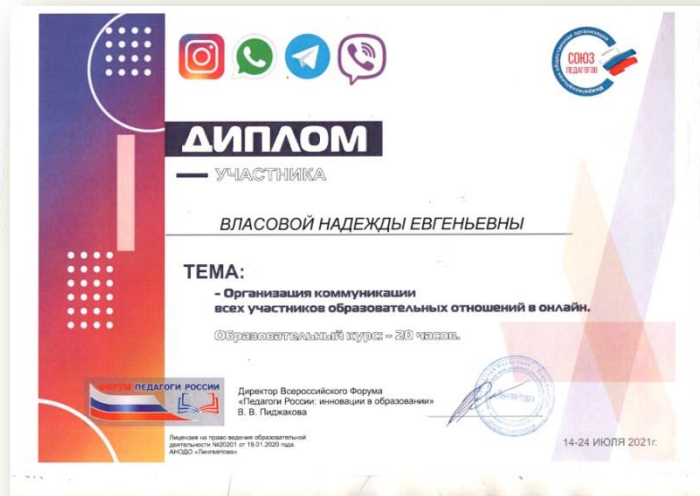 СОЮЗ
ПЕДАГОГОВ
ДИПЛОМ
УЧАСТНИКА
ВЛАСОВОЙ НАДЕЖДЫ ЕВГЕНЬЕВНЫ
ТЕМА:
- Организация коммуникации
всех участников образовательных отношений в онлайн.
Образовательный курс: - 20 часов.
ФОРУМ ПЕДАГОГИ РОССИИ
Директор Всероссийского Форума
«Педагоги России: инновации в образовании»
В. В. Пиджакова
Лицензия на право ведения образовательной
деятельности №20201 от 19.01.2020 года
АНОДО «ЛингваНова»
14-24 ИЮЛЯ 2021г.